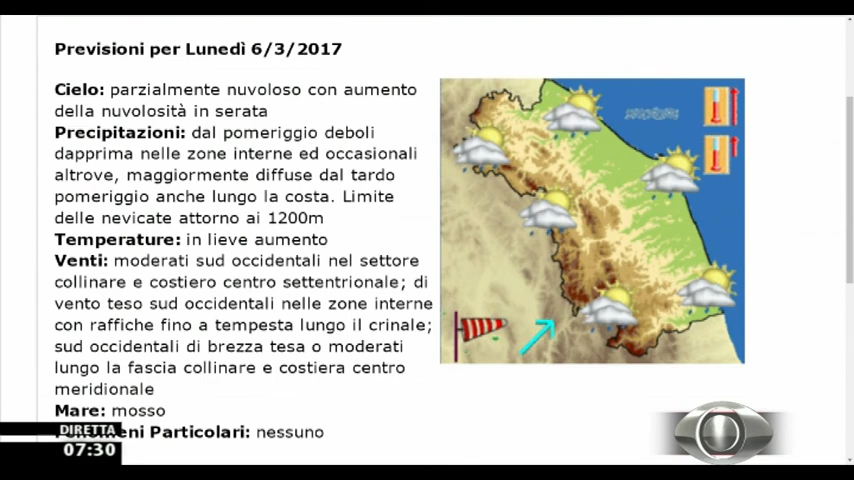 Previsioni per Lunedì 6/3/2017
Cielo: parzialmente nuvoloso con aumento
della nuvolosità in serata
Precipitazioni: dal pomeriggio deboli
dapprima nelle zone interne ed occasionali
altrove, maggiormente diffuse dal tardo
pomeriggio anche lungo la costa. Limite
delle nevicate attorno ai 1200m
Temperature: in lieve aumento
Venti: moderati sud occidentali nel settore
collinare e costiero centro settentrionale; di
vento teso sud occidentali nelle zone interne
con raffiche fino a tempesta lungo il crinale;
sud occidentali di brezza tesa o moderati
lungo la fascia collinare e costiera centro
meridionale
Mare: mosso
Particolari: nessuno
DIRETTA
07:30